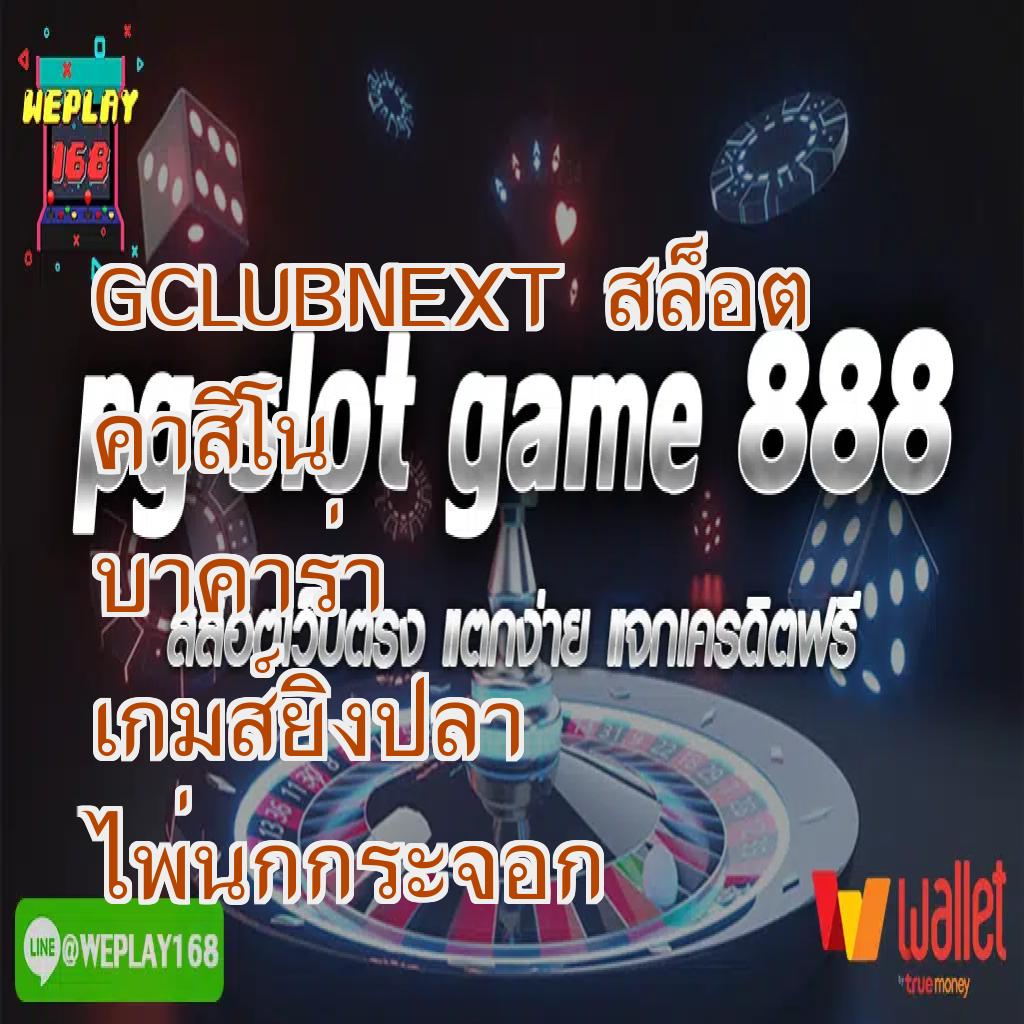 WEPLAY
168
GCLUBNEXT สล็อต
pg slot game 888
คาสิโน
บาคาร่า
สล็อตเว็บตรง แตกง่าย แจกเครดิตฟรี
เกมส์ยิงปลา
ไพ่นกกระจอก
LINE @WEPLAY168
wallet
by truemoney